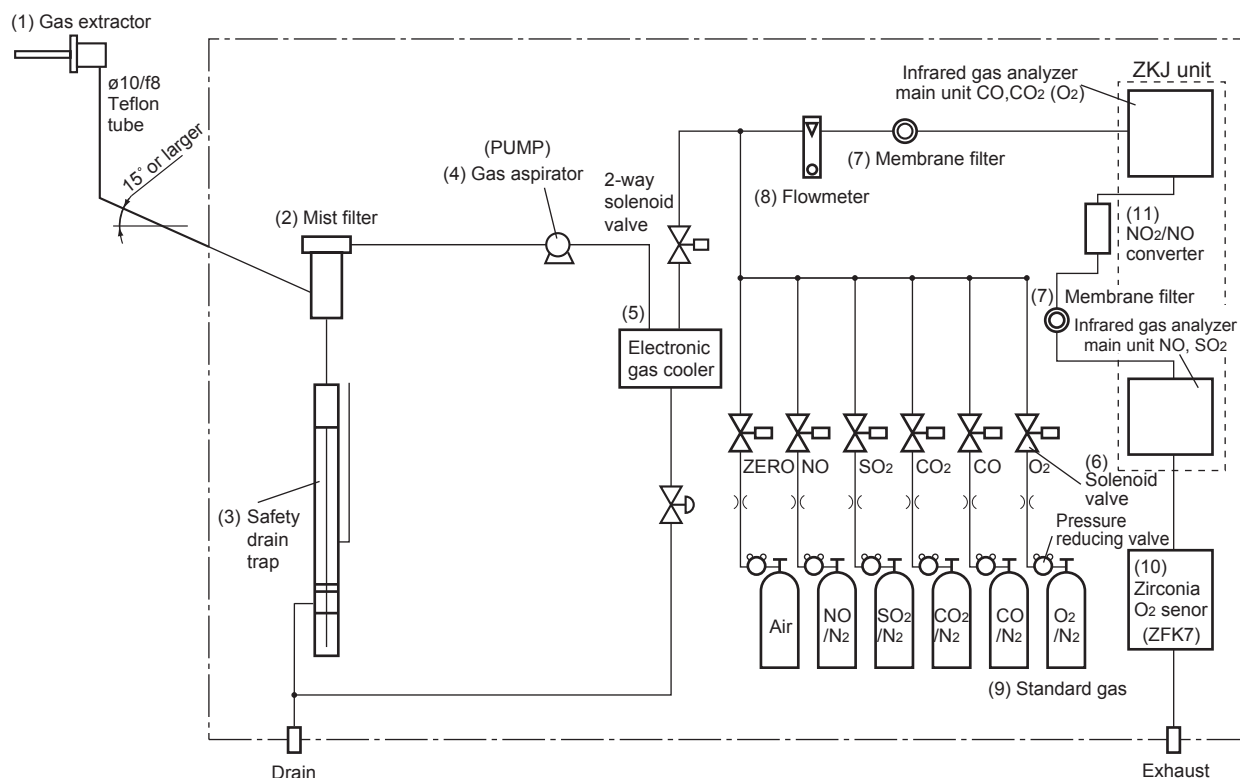 (1) Gas extractor
ø10/f8
Teflon
tube
15° or larger
(2) Mist filter
(3) Safety
drain
trap
(PUMP)
(4) Gas aspirator
2-way
solenoid
valve
(5)
Electronic
gas cooler
(8) Flowmeter
(7) Membrane filter
Infrared gas analyzer
main unit CO,CO2 (O2)
ZKJ unit
(11)
NO2/NO
converter
(7) Membrane filter
Infrared gas analyzer
main unit NO, SO2
ZERO NO SO2 CO2 CO O2
(6)
Solenoid
valve
Pressure
reducing valve
Air
NO
/N2
SO2
/N2
CO2
/N2
CO
/N2
O2
/N2
(9) Standard gas
(10)
Zirconia
O2 senor
(ZFK7)
Drain
Exhaust